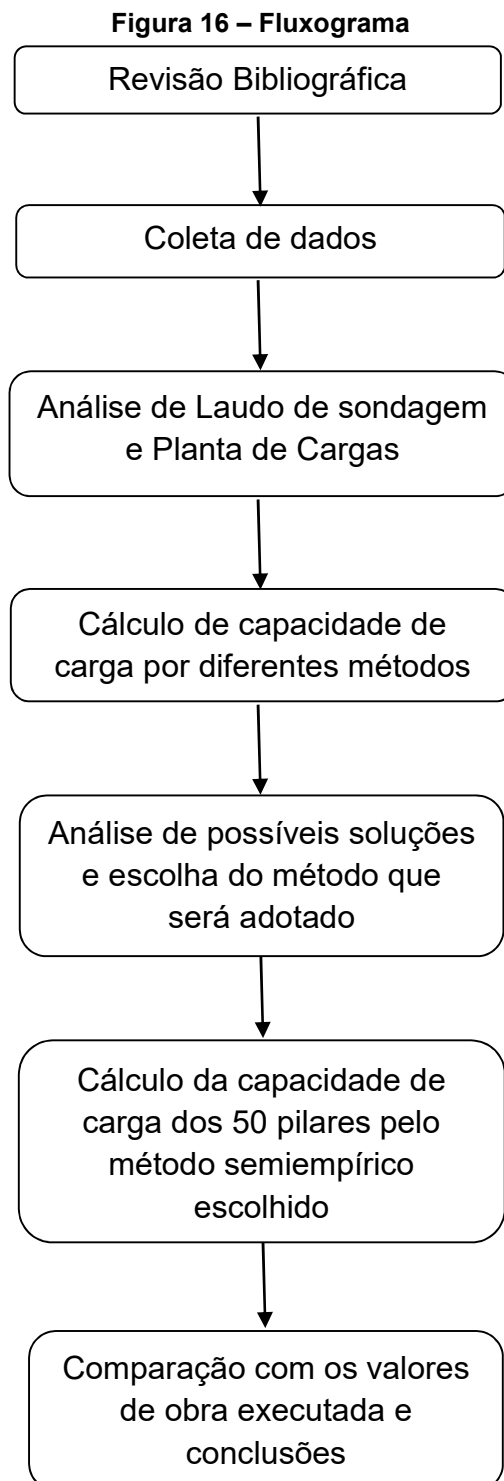 Figura 16 – Fluxograma
Revisão Bibliográfica
Coleta de dados
Análise de Laudo de sondagem
e Planta de Cargas
Cálculo de capacidade de
carga por diferentes métodos
Análise de possíveis soluções
e escolha do método que
será adotado
Cálculo da capacidade de
carga dos 50 pilares pelo
método semiempírico
escolhido
Comparação com os valores
de obra executada e
conclusões